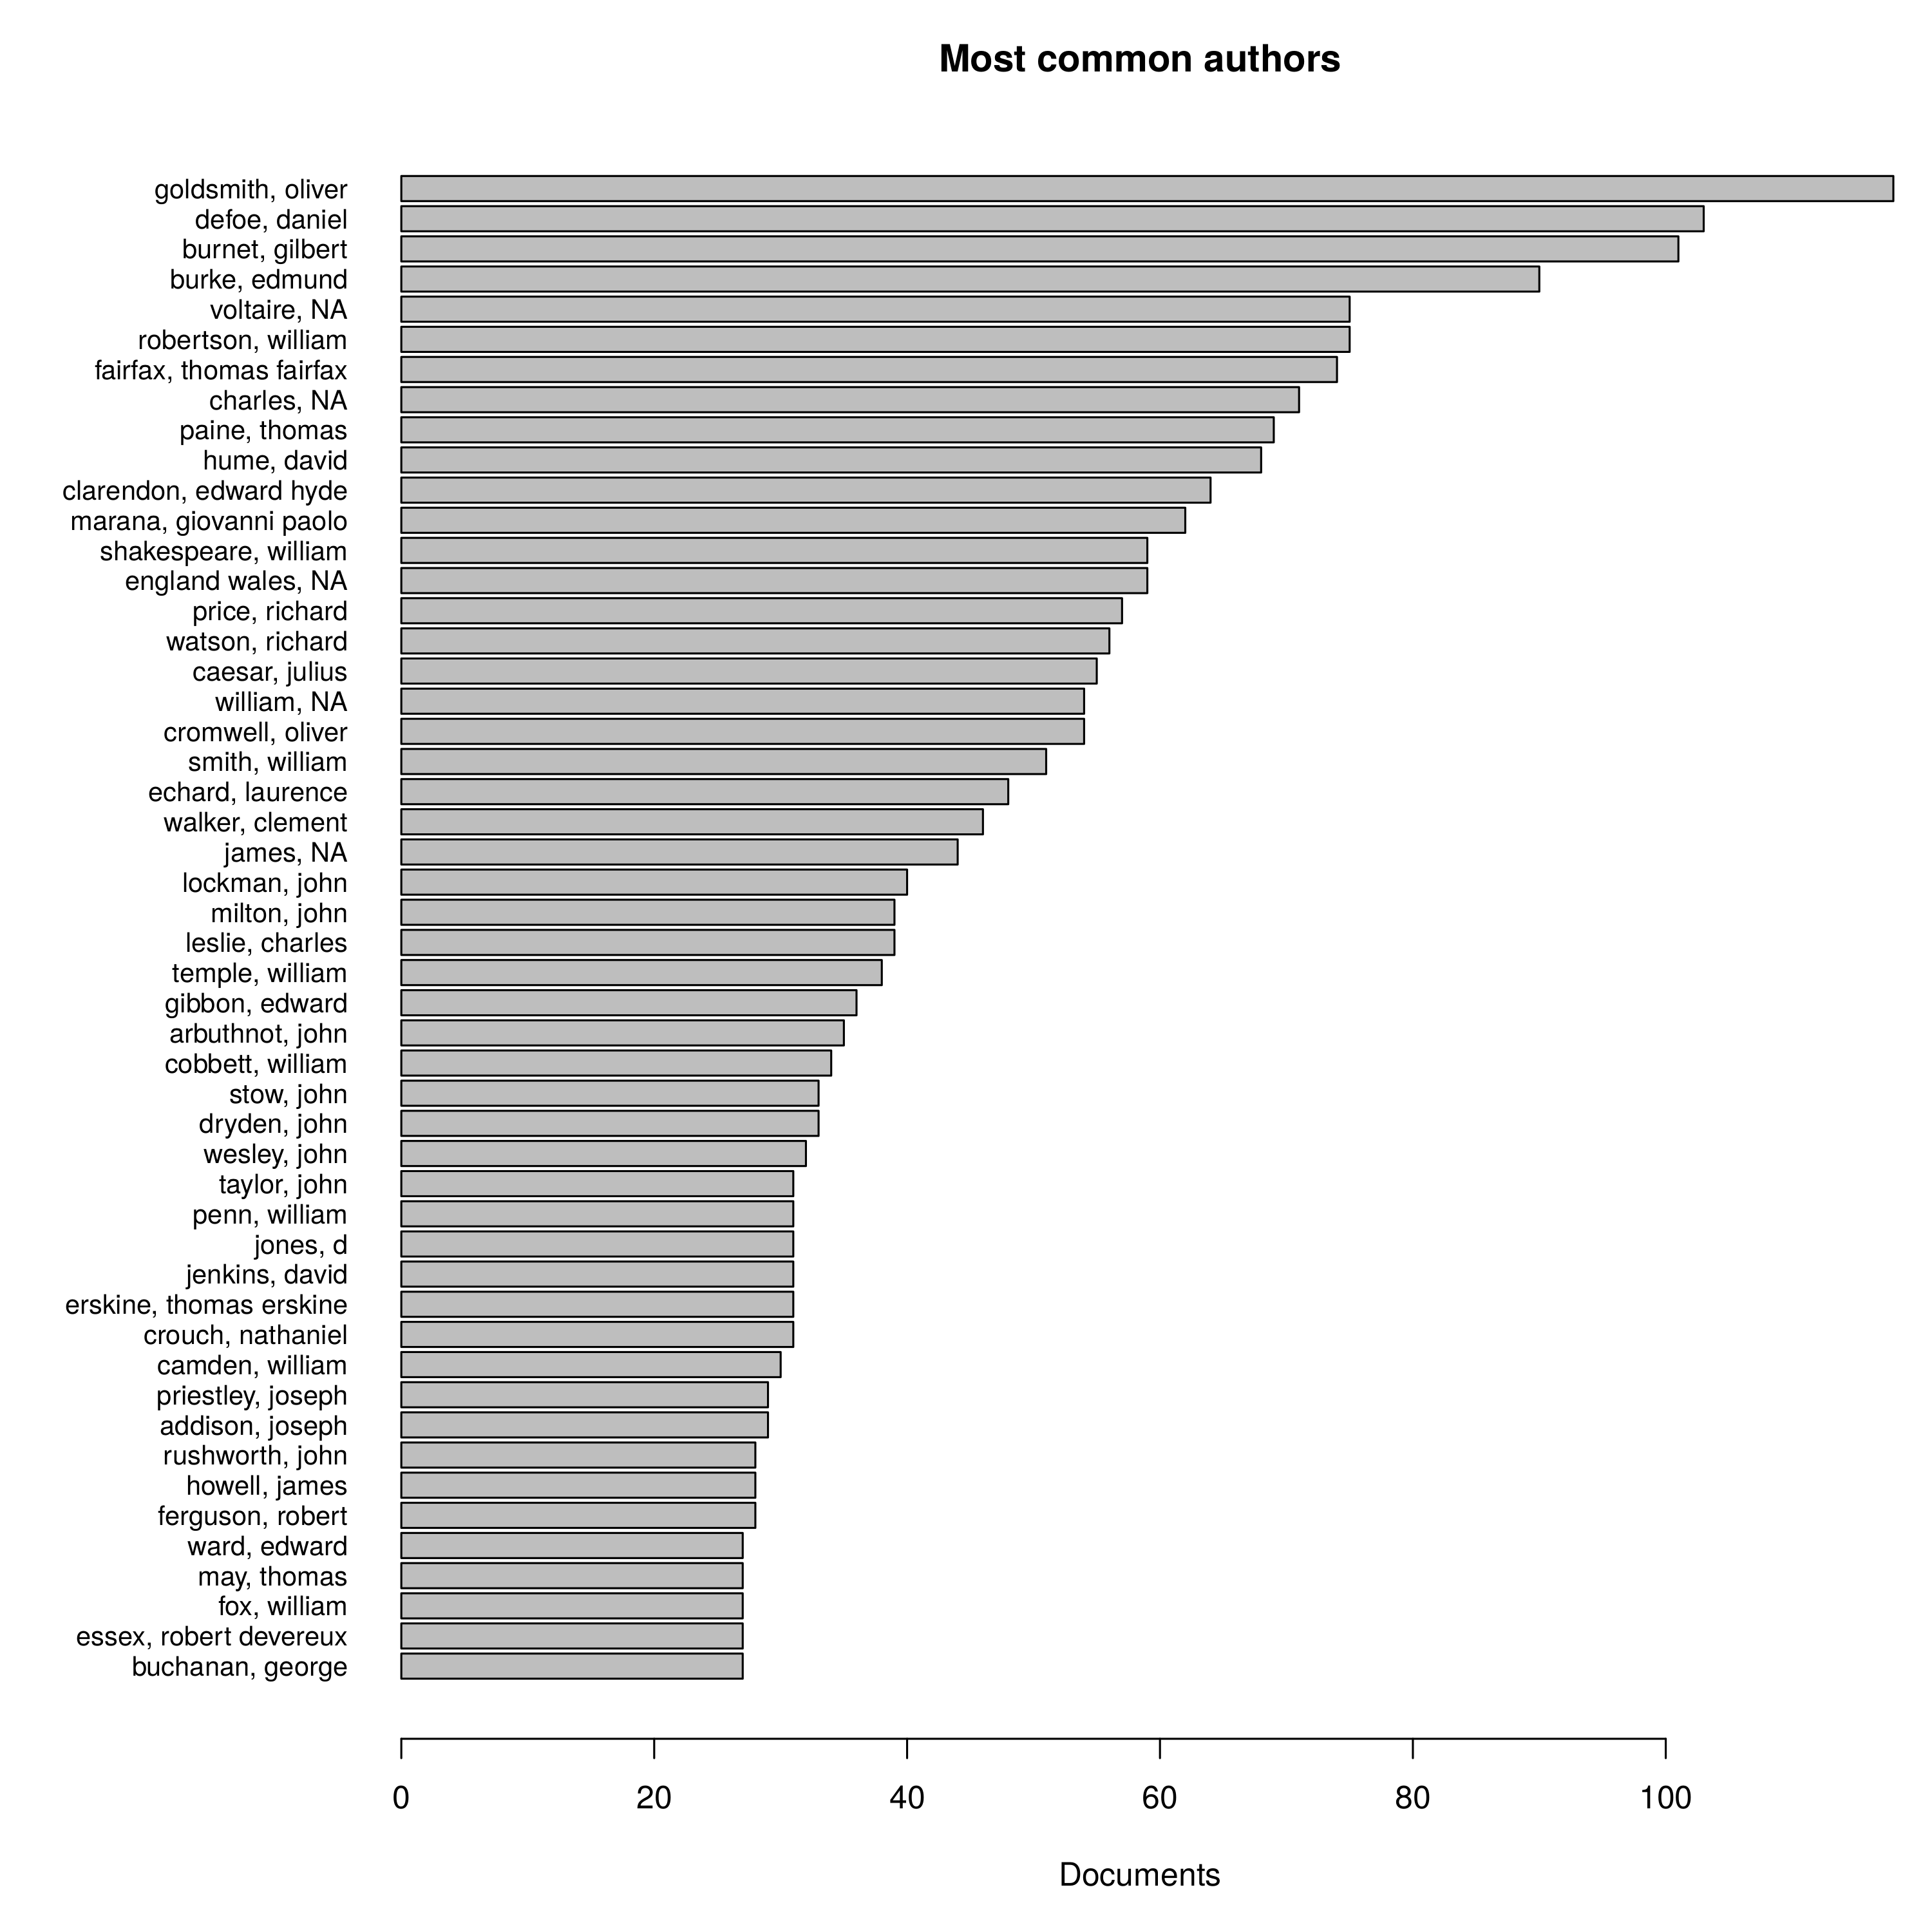 Most common authors
goldsmith, oliver
defoe, daniel
burnet, gilbert
burke, edmund
voltaire, NA
robertson, william
fairfax, thomas fairfax
charles, NA
paine, thomas
hume, david
clarendon, edward hyde
marana, giovanni paolo
shakespeare, william
england wales, NA
price, richard
watson, richard
caesar, julius
william, NA
cromwell, oliver
smith, william
echard, laurence
walker, clement
james, NA
lockman, john
milton, john
leslie, charles
temple, william
gibbon, edward
arbuthnot, john
cobbett, william
stow, john
dryden, john
wesley, john
taylor, john
penn, william
jones, d
jenkins, david
erskine, thomas erskine
crouch, nathaniel
camden, william
priestley, joseph
addison, joseph
rushworth, john
howell, james
ferguson, robert
ward, edward
may, thomas
fox, william
essex, robert devereux
buchanan, george
0 20 40 60 80 100
Documents